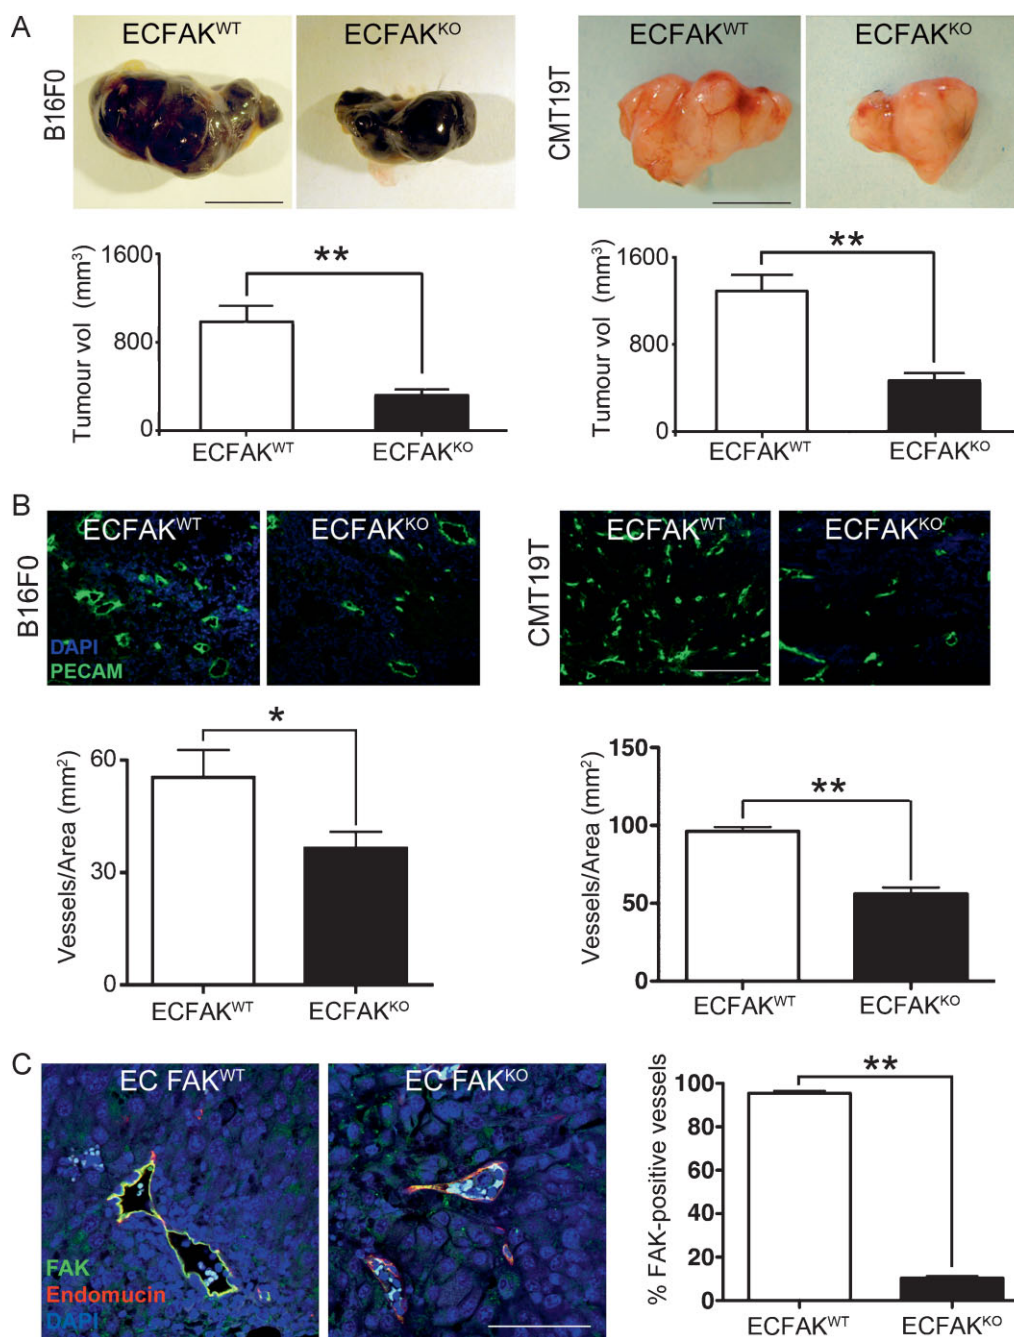 A
B16F0
ECFAKWT
ECFAKKO
CMT19T
ECFAKWT
ECFAKKO
Tumour vol (mm3)
1600
800
0
**
ECFAKWT
ECFAKKO
Tumour vol (mm3)
1600
800
0
**
ECFAKWT
ECFAKKO
B
B16F0
ECFAKWT
DAPI
PECAM
ECFAKKO
CMT19T
ECFAKWT
ECFAKKO
Vessels/Area (mm2)
60
30
0
*
ECFAKWT
ECFAKKO
Vessels/Area (mm2)
150
100
50
0
**
ECFAKWT
ECFAKKO
C
EC FAKWT
FAK
Endomucin
DAPI
EC FAKKO
% FAK-positive vessels
100
80
60
40
20
0
**
ECFAKWT
ECFAKKO